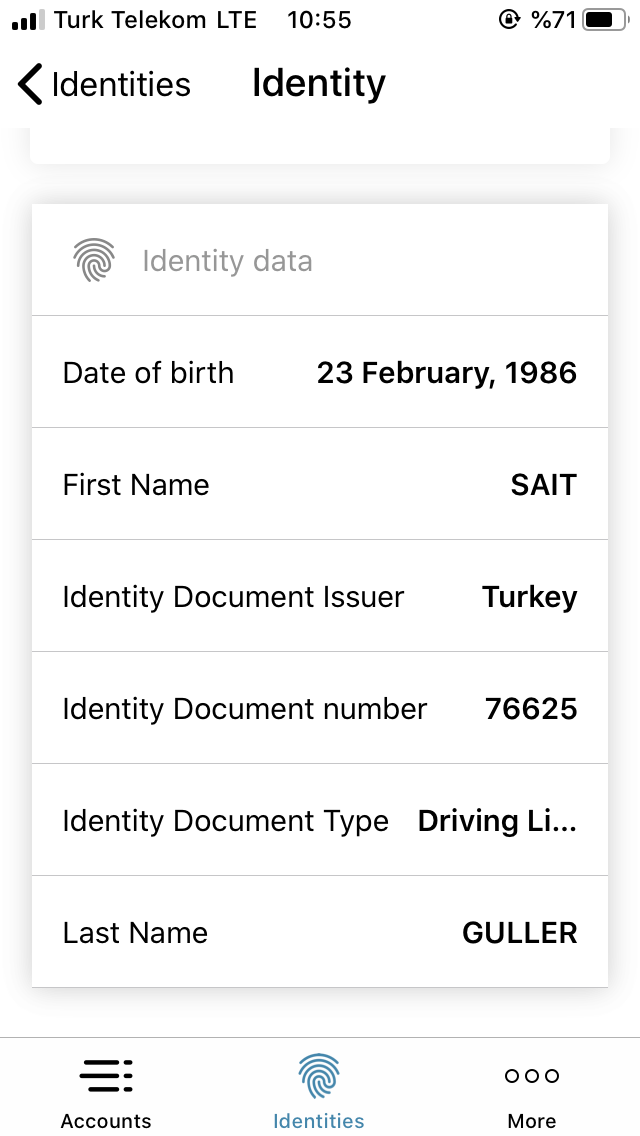 Turk Telekom LTE 10:55 %71
Identities Identity
Identity data
Date of birth 23 February, 1986
First Name SAIT
Identity Document Issuer Turkey
Identity Document number 76625
Identity Document Type Driving Li...
Last Name GULLER
Accounts Identities More